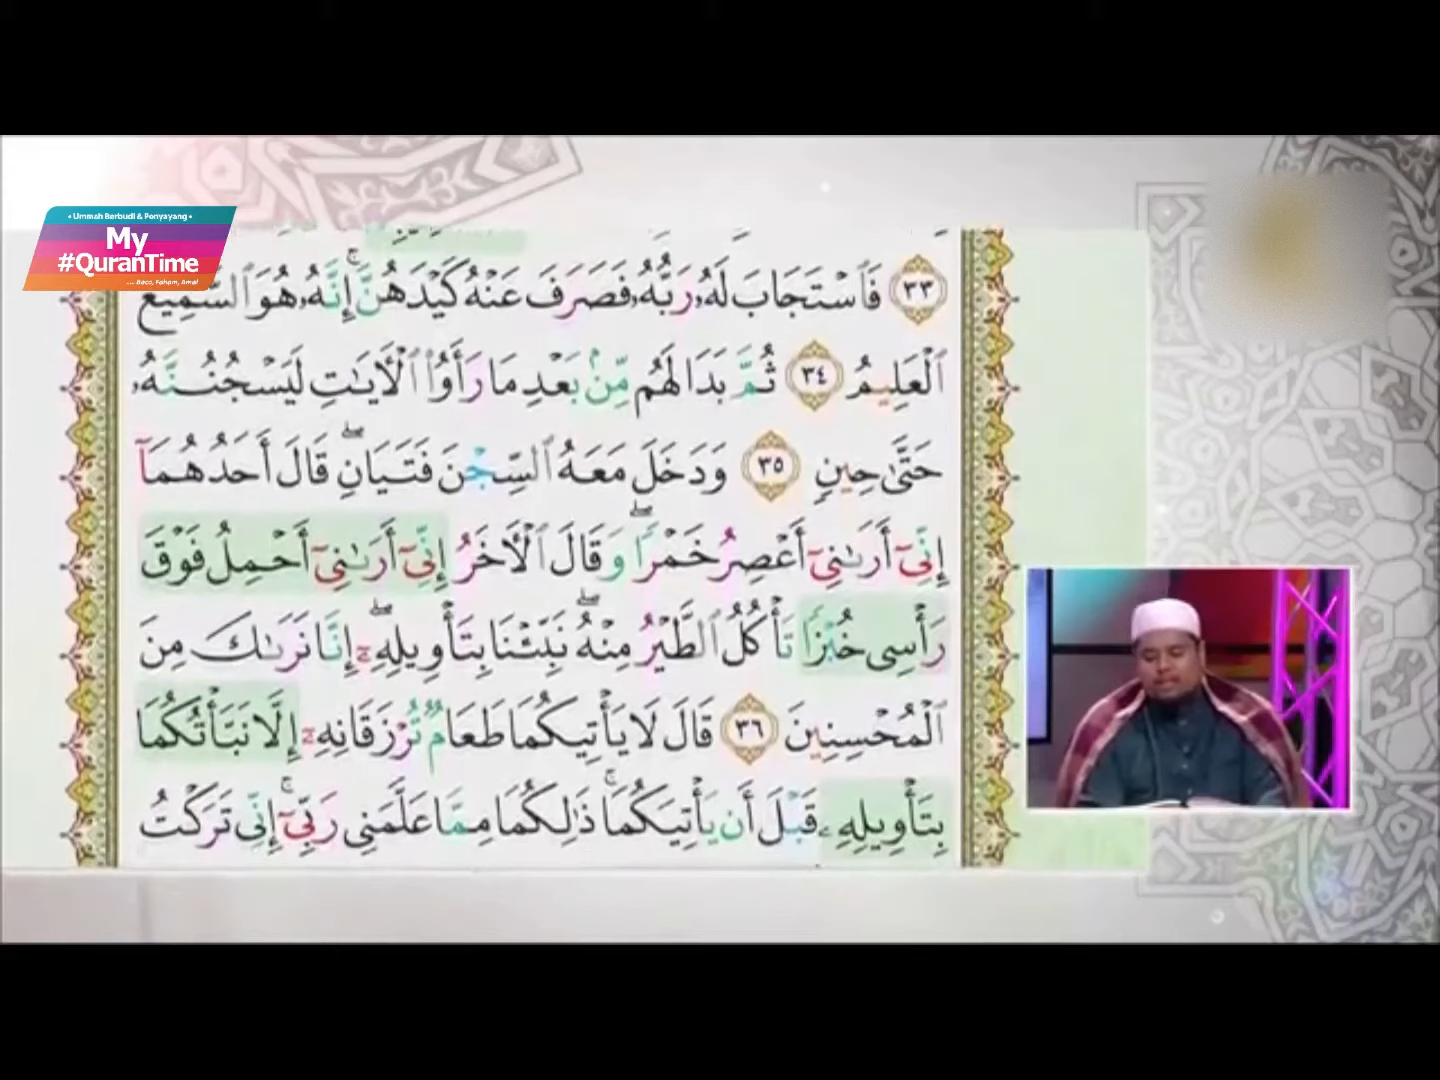 • Ummah Berbudi & Penyayang •
My
#QuranTime
... Baca, Faham, Amal
٣٣ فَٱسْتَجَابَ لَهُۥ رَبُّهُۥ فَصَرَفَ عَنْهُ كَيْدَهُنَّ ۚ إِنَّهُۥ هُوَ ٱلسَّمِيعُ
ٱلْعَلِيمُ ٣٤ ثُمَّ بَدَا لَهُم مِّنۢ بَعْدِ مَا رَأَوُا۟ ٱلْـَٔايَـٰتِ لَيَسْجُنُنَّهُۥ
حَتَّىٰ حِينٍ ٣٥ وَدَخَلَ مَعَهُ ٱلسِّجْنَ فَتَيَانِ ۖ قَالَ أَحَدُهُمَآ
إِنِّىٓ أَرَىٰنِىٓ أَعْصِرُ خَمْرًا ۖ وَقَالَ ٱلْـَٔاخَرُ إِنِّىٓ أَرَىٰنِىٓ أَحْمِلُ فَوْقَ
رَأْسِى خُبْزًا تَأْكُلُ ٱلطَّيْرُ مِنْهُ ۖ نَبِّئْنَا بِتَأْوِيلِهِۦٓ ۖ إِنَّا نَرَىٰكَ مِنَ
ٱلْمُحْسِنِينَ ٣٦ قَالَ لَا يَأْتِيكُمَا طَعَامٌ تُرْزَقَانِهِۦٓ إِلَّا نَبَّأْتُكُمَا
بِتَأْوِيلِهِۦ قَبْلَ أَن يَأْتِيَكُمَا ۚ ذَٰلِكُمَا مِمَّا عَلَّمَنِى رَبِّىٓ ۚ إِنِّى تَرَكْتُ